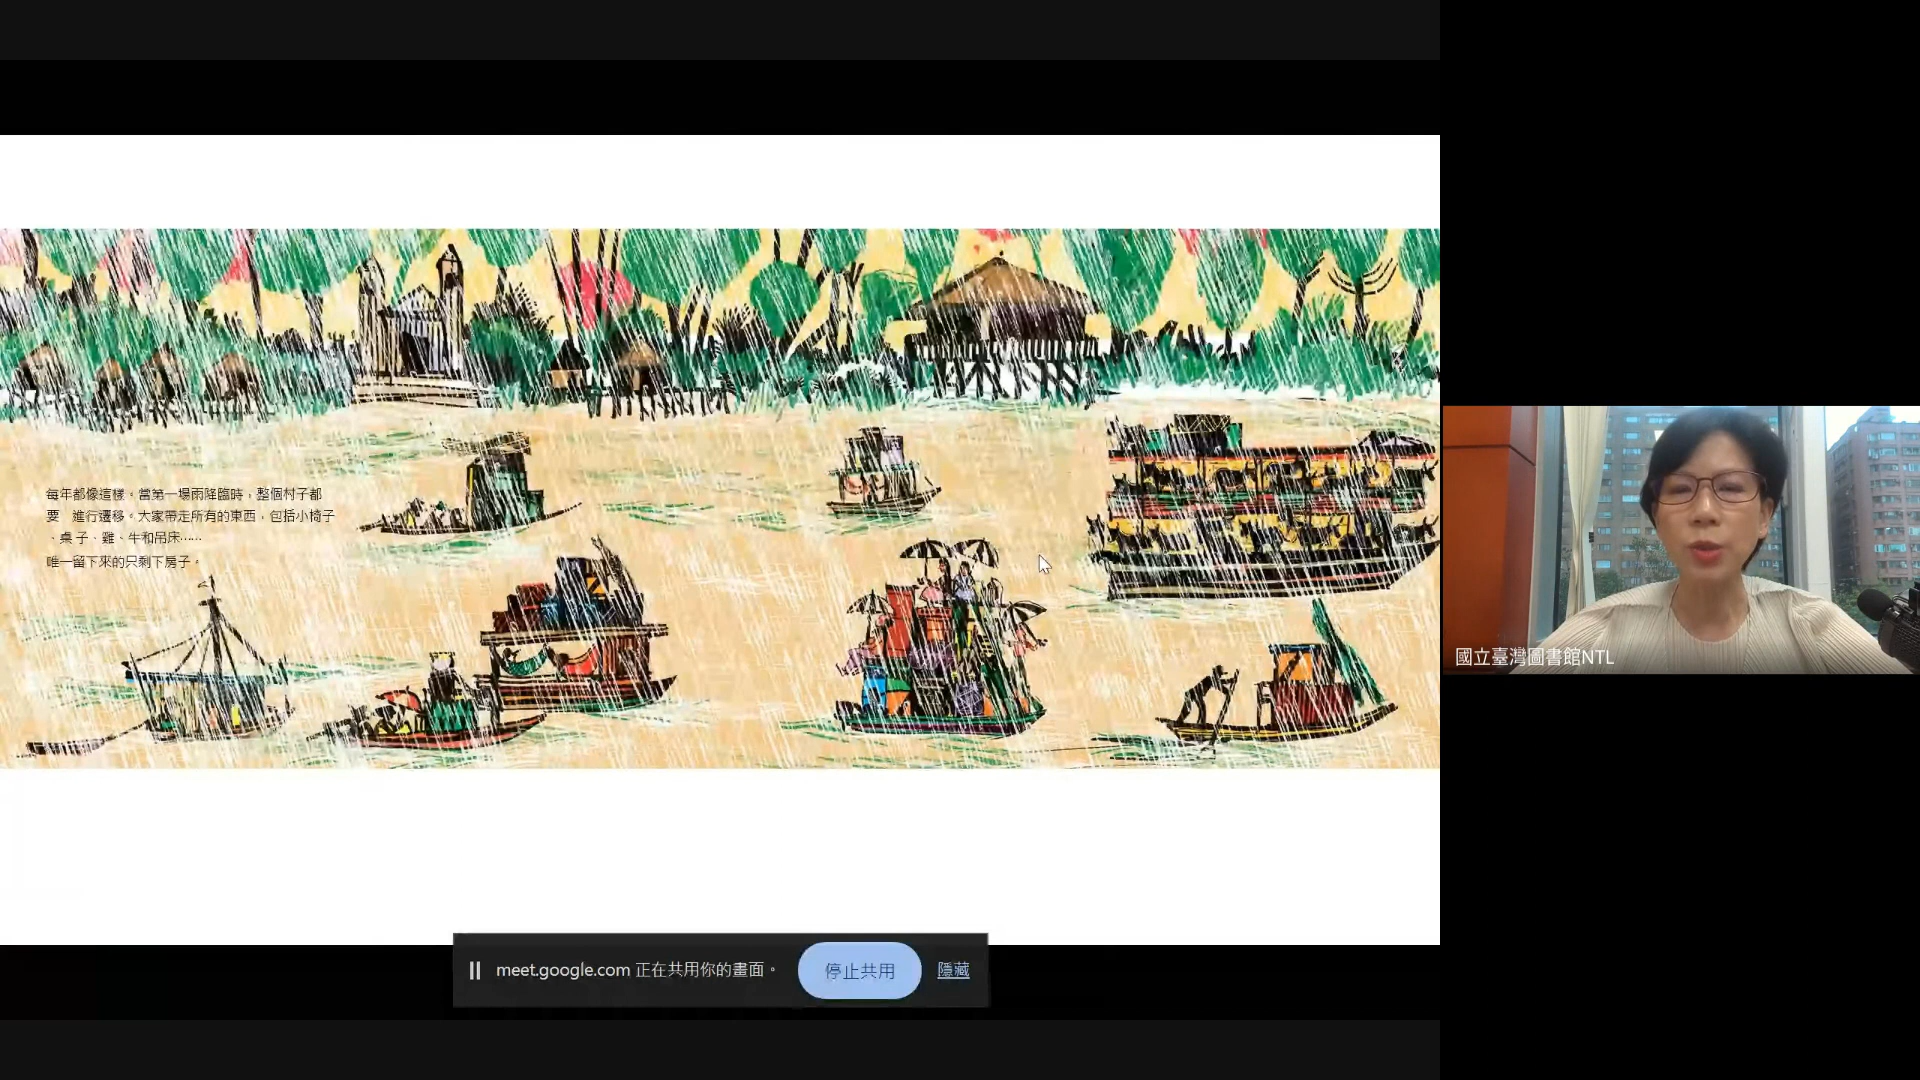 每年都像這樣。當第一場雨降臨時，整個村子都
要　進行遷移。大家帶走所有的東西，包括小椅子
、桌 子、雞、牛和吊床……
唯一留下來的只剩下房子。
國立臺灣圖書館NTL
meet.google.com 正在共用你的畫面。
停止共用
隱藏